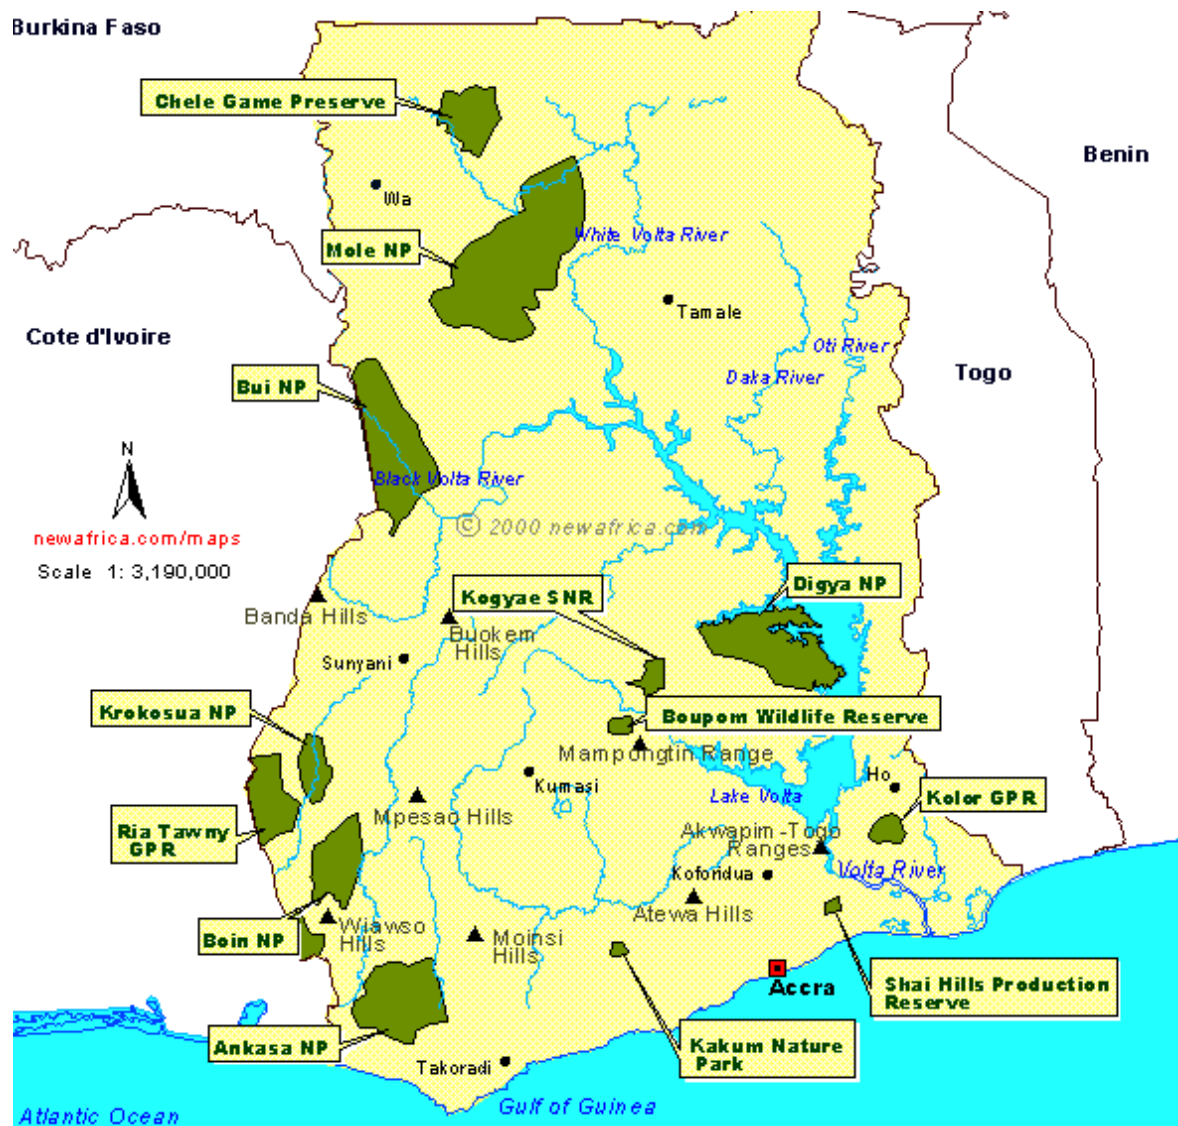 Burkina Faso
Chele Game Preserve
Benin
Wa
White Volta River
Mole NP
Tamale
Cote d'Ivoire
Oti River
Togo
Daka River
Bui NP
N
Black Volta River
© 2000 newafrica.com
newafrica.com/maps
Scale 1: 3,190,000
Digya NP
Kogyae SNR
Banda Hills
Buokem
Hills
Sunyani
Krokosua NP
Boupom Wildlife Reserve
Mampongtin Range
Ho
Kumasi
Lake Volta
Kolor GPR
Mpesao Hills
Ria Tawny
GPR
Akwapim -Togo
Ranges
Koforidua
Volta River
Atewa Hills
Wiawso
Hills
Boin NP
Moinsi
Hills
Accra
Shai Hills Production
Reserve
Ankasa NP
Kakum Nature
Park
Takoradi
Gulf of Guinea
Atlantic Ocean